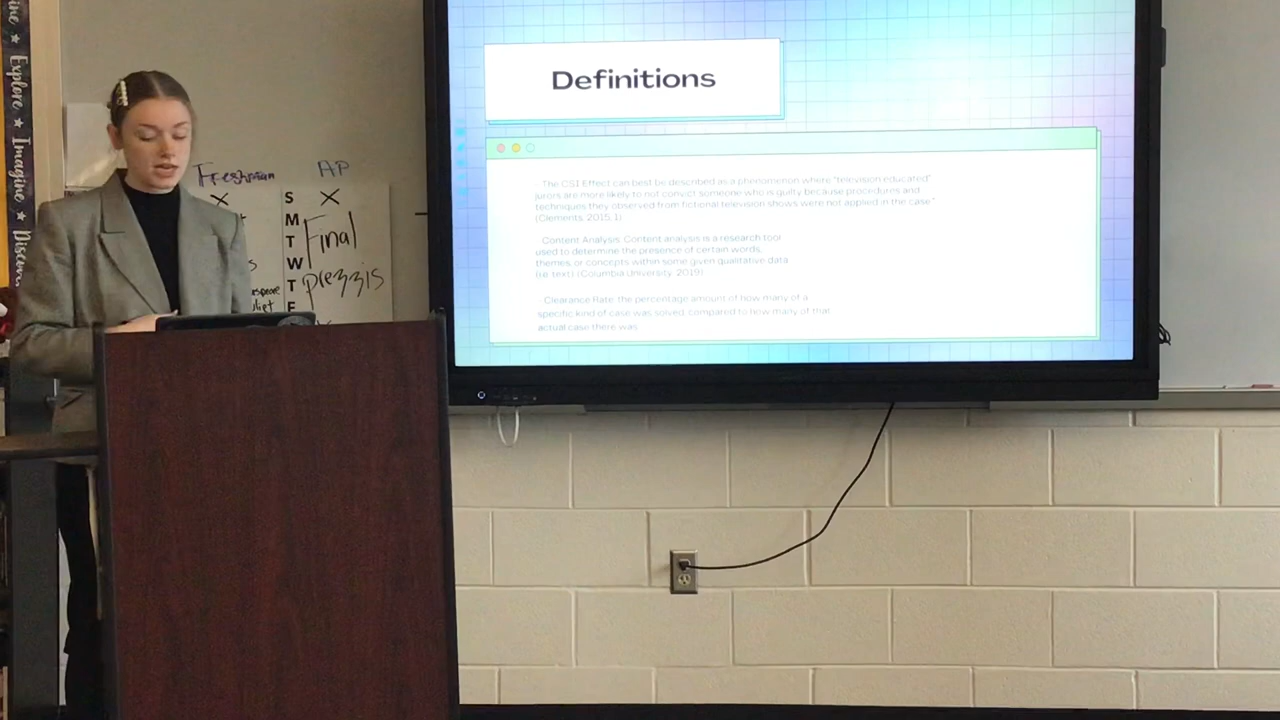 ine ★ Explore ★ Imagine ★ Discover
Freshman
AP
S
M
T
W
T
F
X
X
Final
prezzis
speare
uliet
Definitions
- The CSI Effect can best be described as a phenomenon where "television educated"
jurors are more likely to not convict someone who is guilty because procedures and
techniques they observed from fictional television shows were not applied in the case."
(Clements, 2015, 1)
- Content Analysis: Content analysis is a research tool
used to determine the presence of certain words,
themes, or concepts within some given qualitative data
(i.e. text). (Columbia University, 2019)
- Clearance Rate: the percentage amount of how many of a
specific kind of case was solved, compared to how many of that
actual case there was.